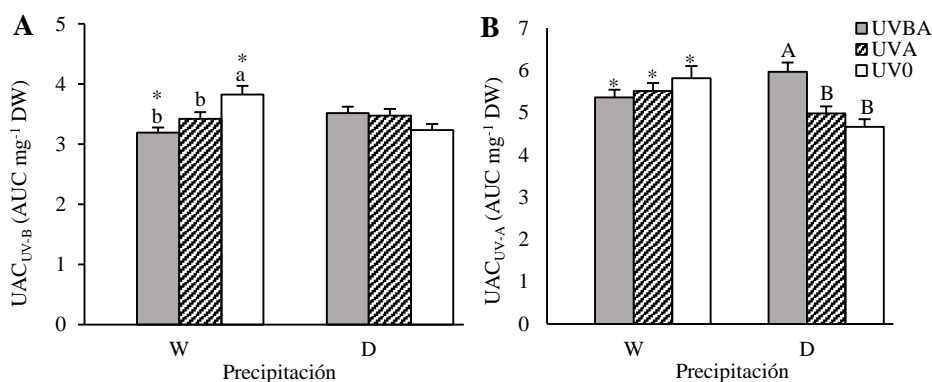 A
5
4
3
2
1
0
UAC UV-B (AUC mg-1 DW)
*
b
b
*
a
W
D
Precipitación
B
7
6
5
4
3
2
1
0
UAC UV-A (AUC mg-1 DW)
*
*
*
A
B
B
W
D
Precipitación
UVBA
UVA
UV0